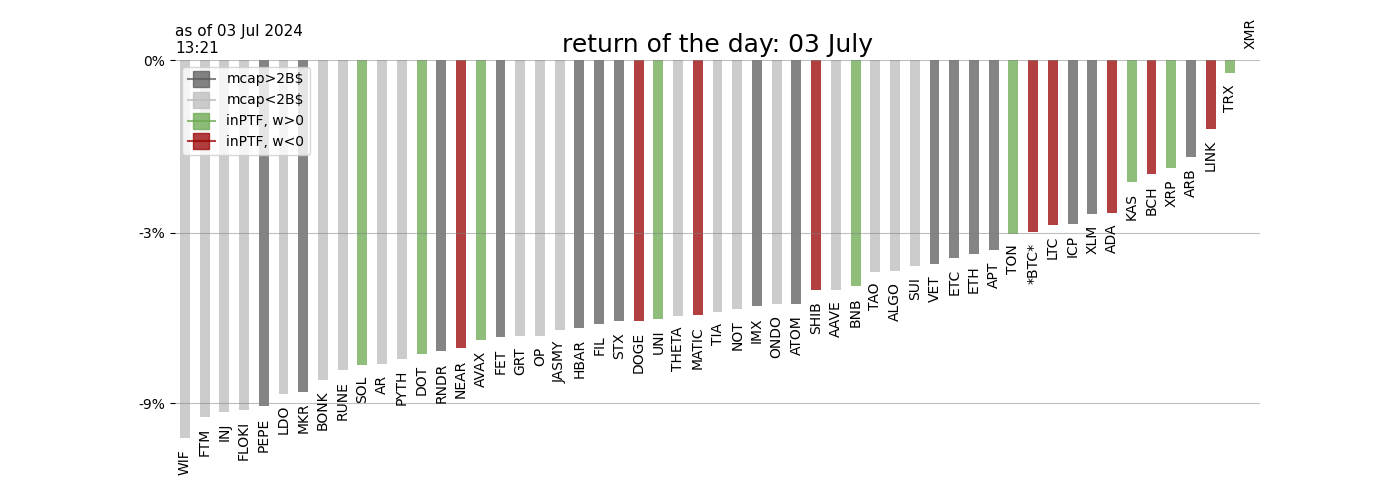 as of 03 Jul 2024
13:21
return of the day: 03 July
XMR
0%
-3%
-9%
mcap>2B$
mcap<2B$
inPTF, w>0
inPTF, w<0
WIF
FTM
INJ
FLOKI
PEPE
LDO
MKR
BONK
RUNE
SOL
AR
PYTH
DOT
RNDR
NEAR
AVAX
FET
GRT
OP
JASMY
HBAR
FIL
STX
DOGE
UNI
THETA
MATIC
TIA
NOT
IMX
ONDO
ATOM
SHIB
AAVE
BNB
TAO
ALGO
SUI
VET
ETC
ETH
APT
TON
*BTC*
LTC
ICP
XLM
ADA
KAS
BCH
XRP
ARB
LINK
TRX